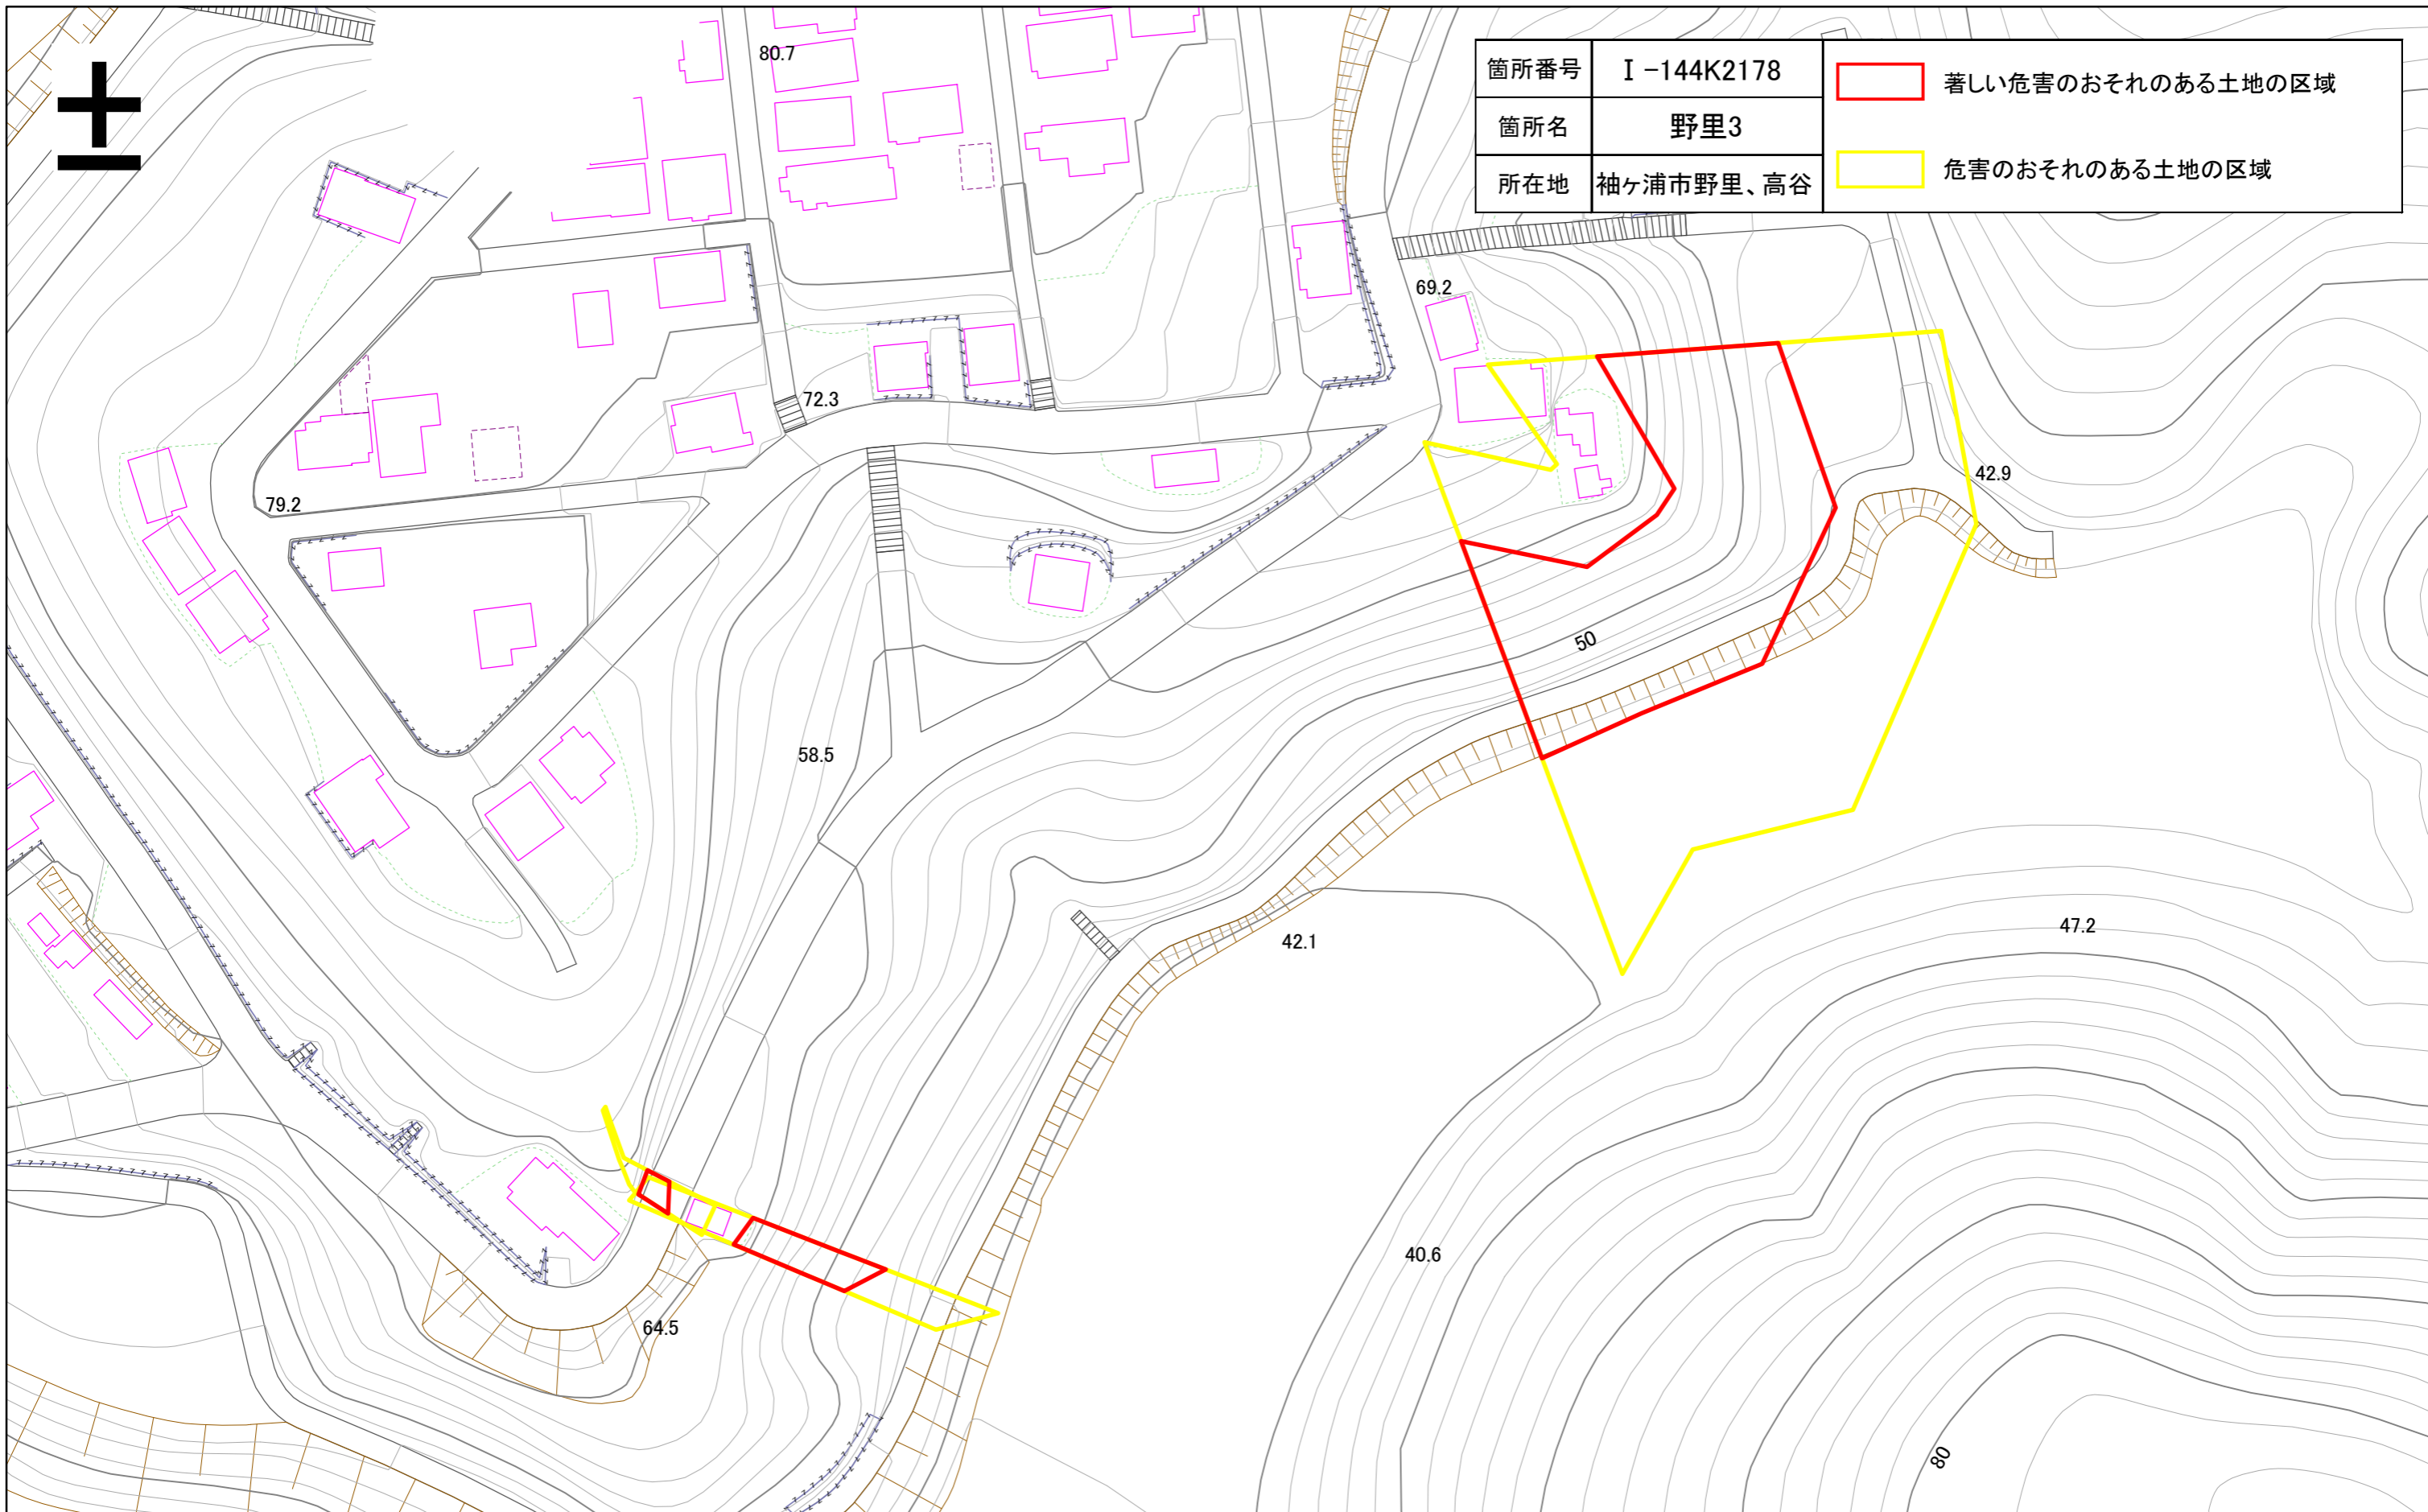 箇所番号 Ⅰ-144K2178
箇所名 野里3
所在地 袖ヶ浦市野里、高谷
著しい危害のおそれのある土地の区域
危害のおそれのある土地の区域
±
80.7
69.2
72.3
42.9
79.2
50
58.5
47.2
42.1
40.6
64.5
80